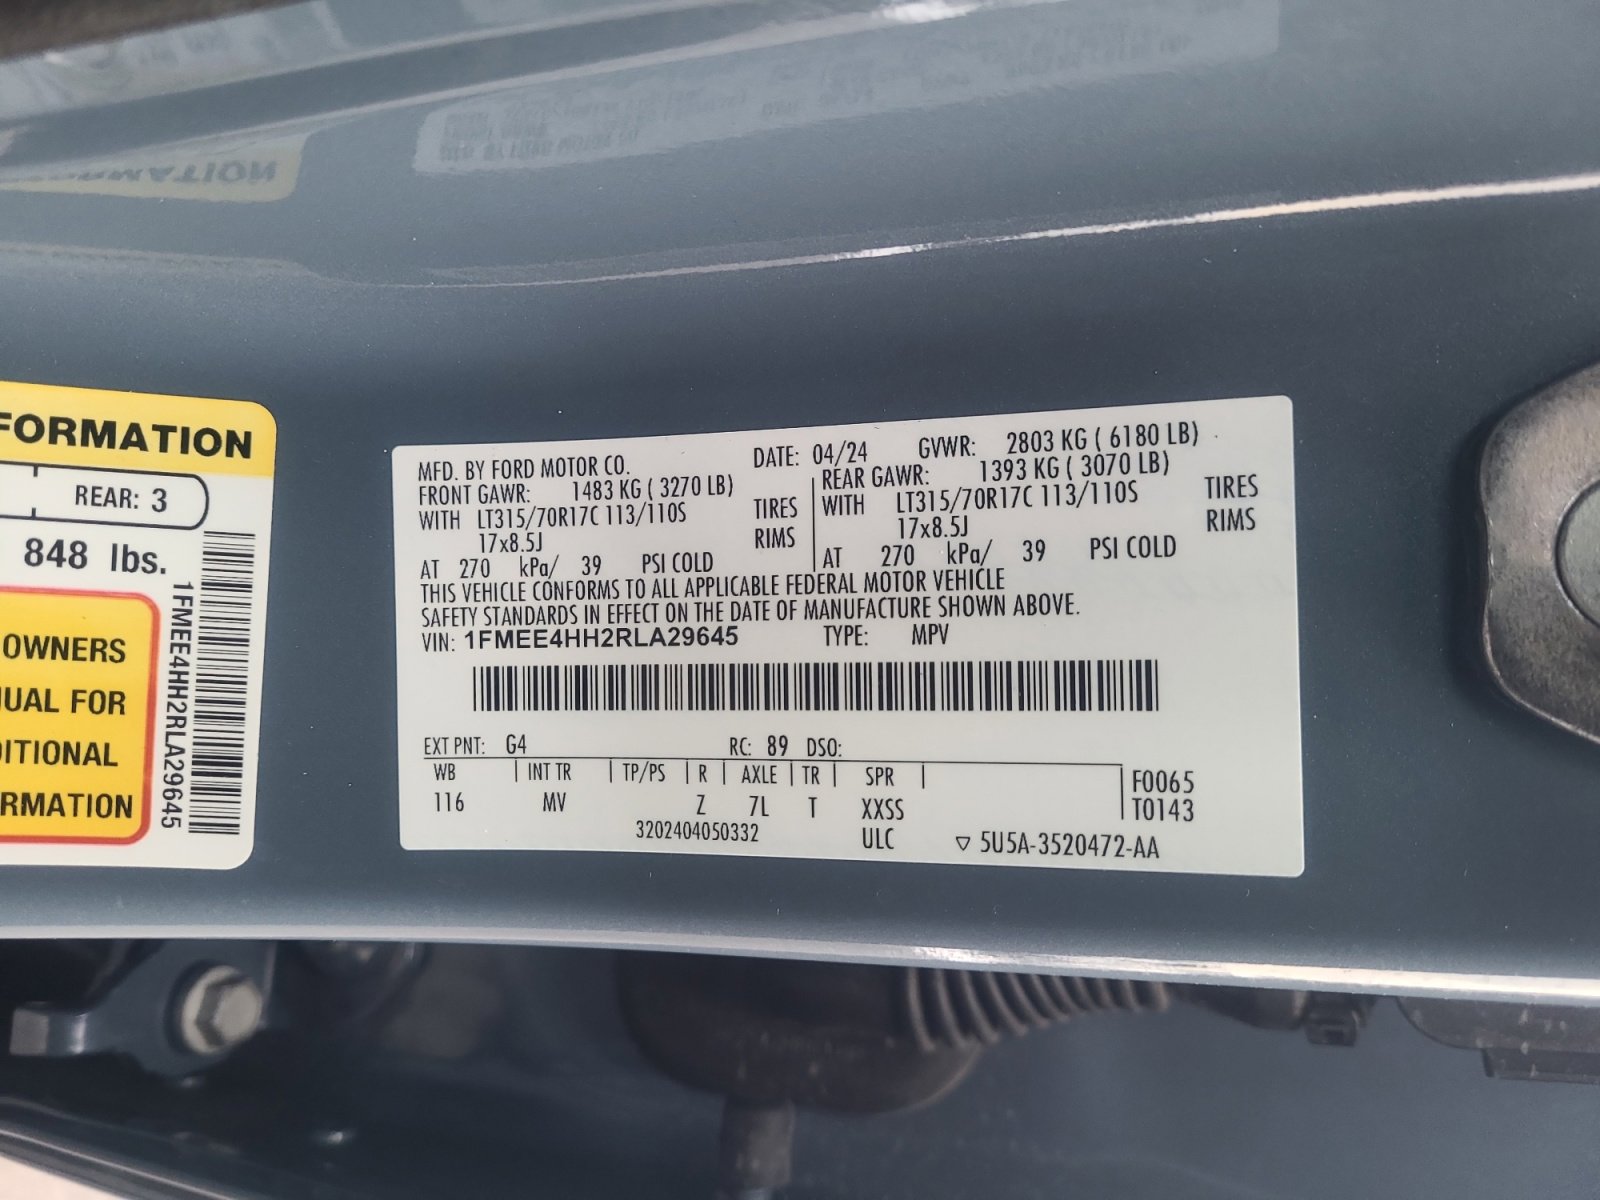 FORMATION
REAR: 3
848 lbs.
OWNERS
UAL FOR
ITIONAL
RMATION
1FMEE4HH2RLA29645
MFD. BY FORD MOTOR CO. DATE: 04/24 GVWR: 2803 KG ( 6180 LB)
FRONT GAWR: 1483 KG ( 3270 LB) REAR GAWR: 1393 KG ( 3070 LB)
WITH LT315/70R17C 113/110S TIRES WITH LT315/70R17C 113/110S TIRES
17x8.5J RIMS 17x8.5J RIMS
AT 270 kPa/ 39 PSI COLD AT 270 kPa/ 39 PSI COLD
THIS VEHICLE CONFORMS TO ALL APPLICABLE FEDERAL MOTOR VEHICLE
SAFETY STANDARDS IN EFFECT ON THE DATE OF MANUFACTURE SHOWN ABOVE.
VIN: 1FMEE4HH2RLA29645 TYPE: MPV
EXT PNT: G4 RC: 89 DSO:
WB INT TR TP/PS R AXLE TR SPR F0065
116 MV Z 7L T XXSS T0143
3202404050332 ULC ▽ 5U5A-3520472-AA